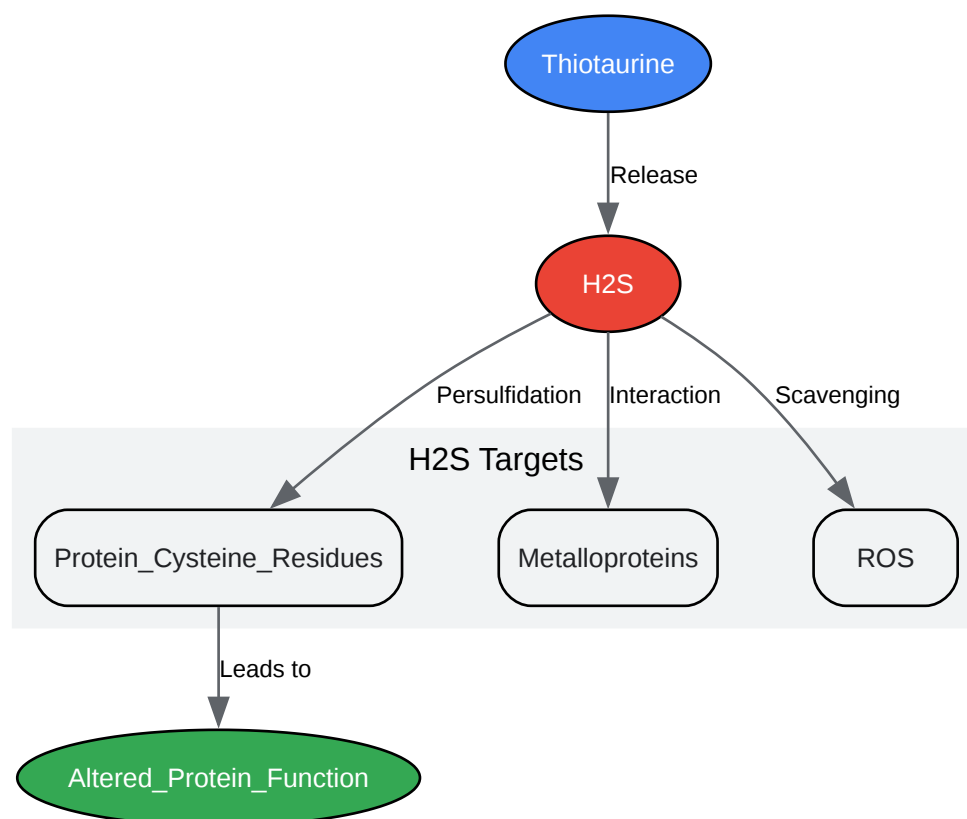 Thiotaurine
Release
H2S
Persulfidation
Interaction
Scavenging
H2S Targets
Protein_Cysteine_Residues
Metalloproteins
ROS
Leads to
Altered_Protein_Function